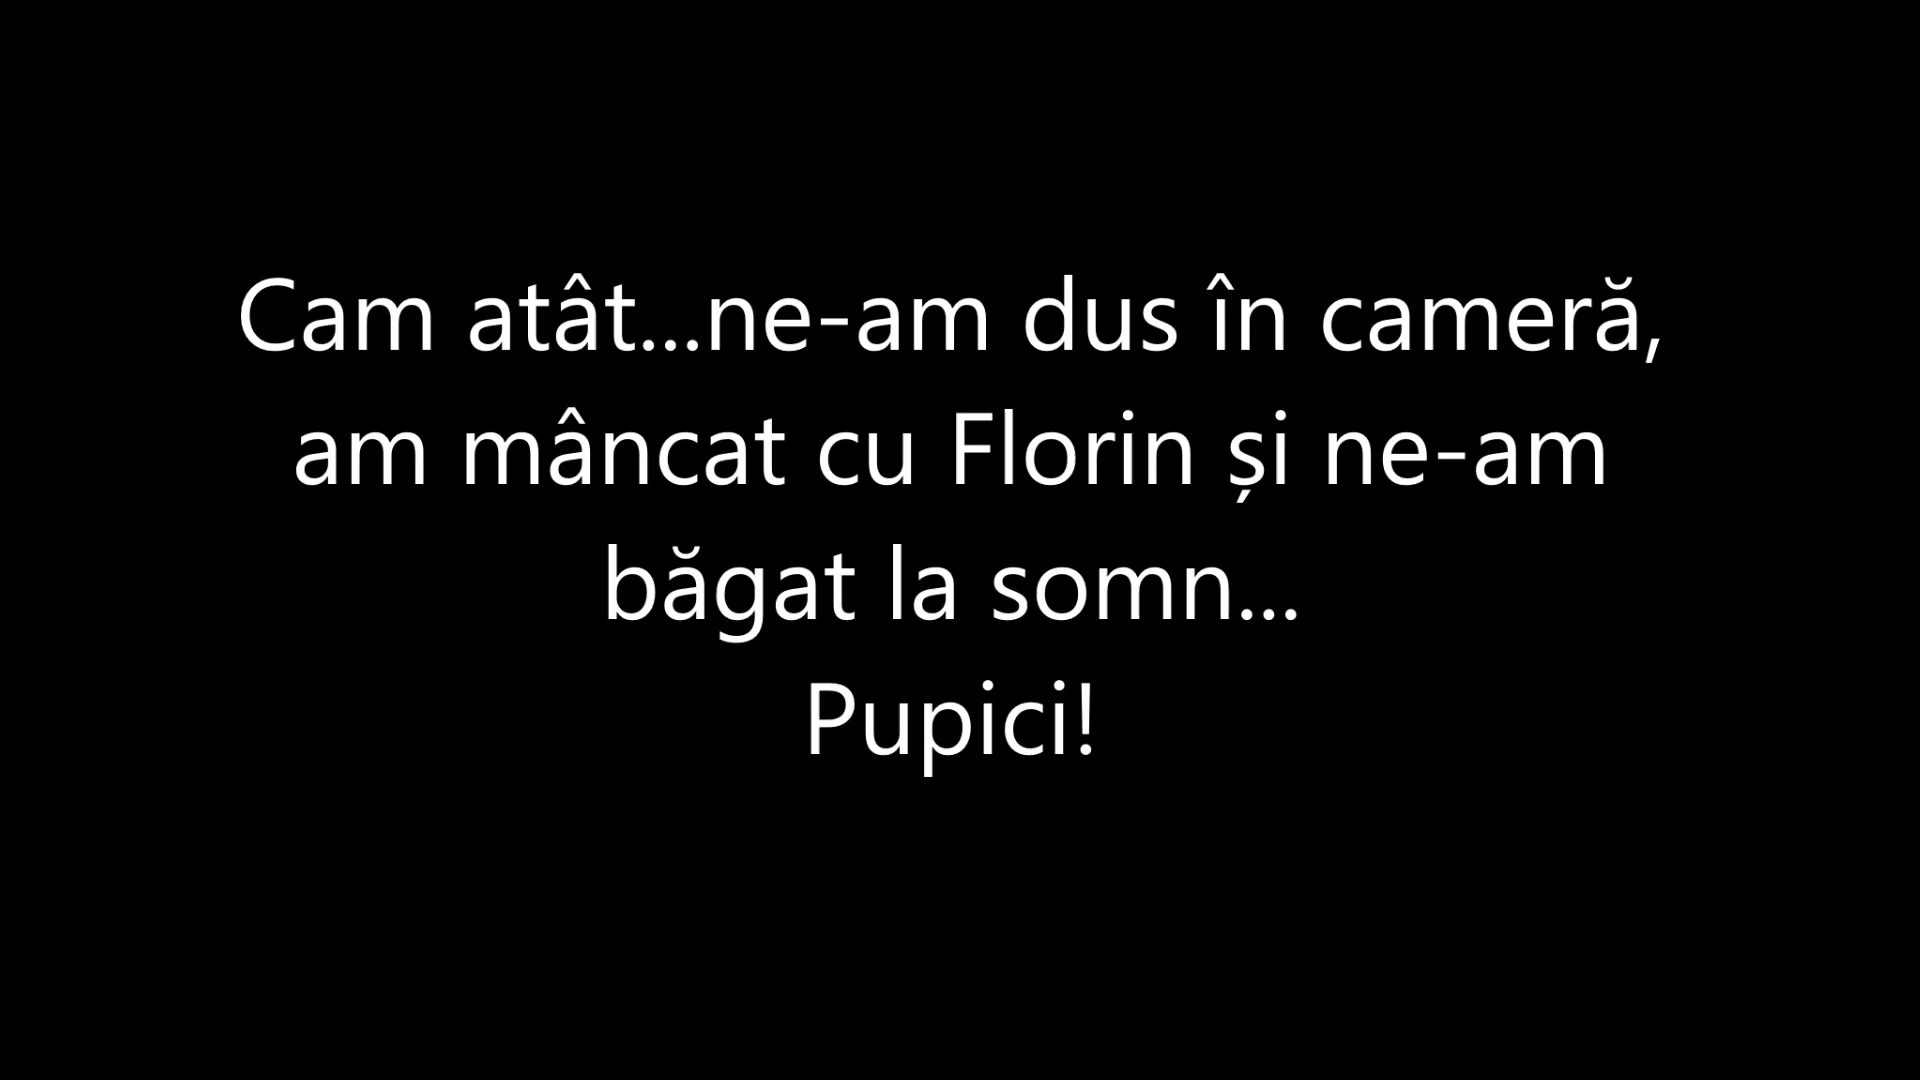 Cam atât...ne-am dus în cameră,
am mâncat cu Florin și ne-am
băgat la somn...
Pupici!